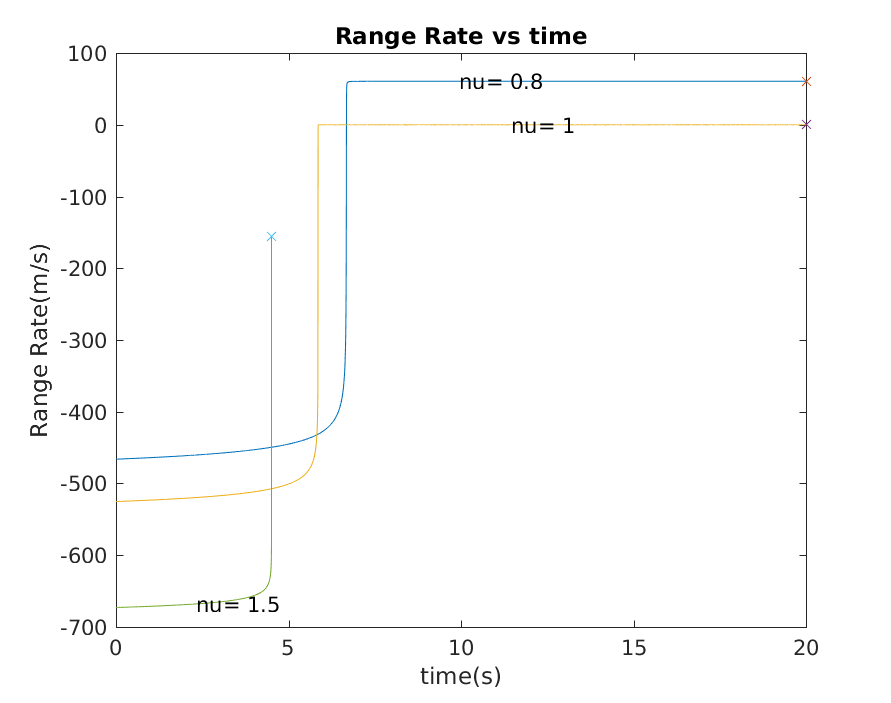 Range Rate vs time
100
0
-100
-200
-300
-400
-500
-600
-700
Range Rate(m/s)
nu= 0.8
nu= 1
nu= 1.5
0 5 10 15 20
time(s)